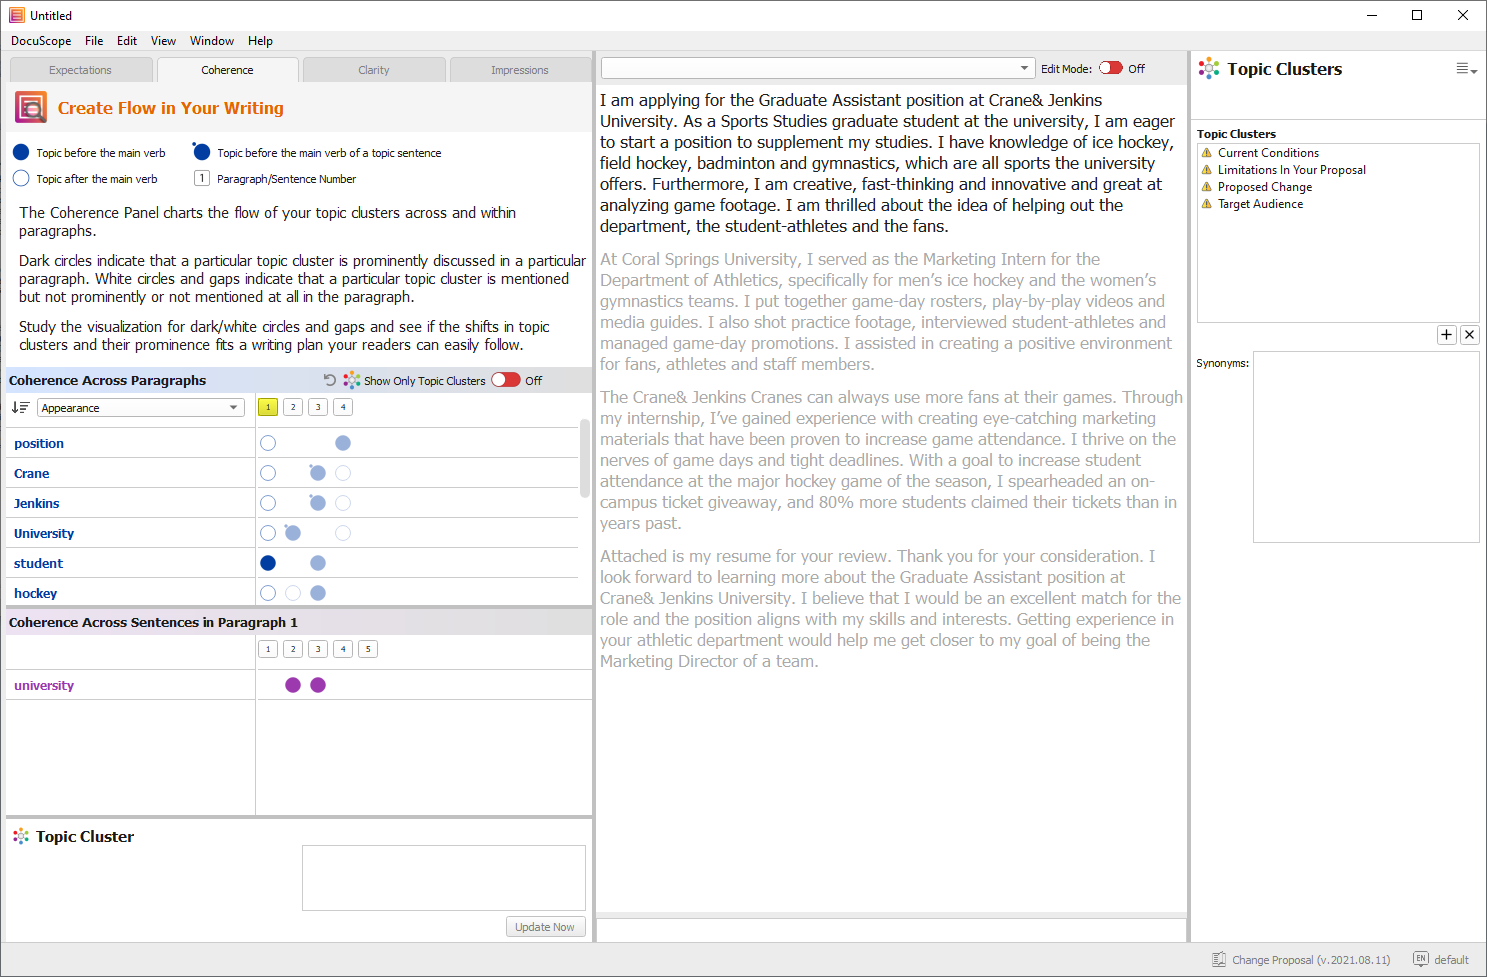 Untitled
DocuScope File Edit View Window Help
Expectations Coherence Clarity Impressions
Create Flow in Your Writing
Topic before the main verb
Topic before the main verb of a topic sentence
Topic after the main verb
1 Paragraph/Sentence Number
The Coherence Panel charts the flow of your topic clusters across and within
paragraphs.
Dark circles indicate that a particular topic cluster is prominently discussed in a particular
paragraph. White circles and gaps indicate that a particular topic cluster is mentioned
but not prominently or not mentioned at all in the paragraph.
Study the visualization for dark/white circles and gaps and see if the shifts in topic
clusters and their prominence fits a writing plan your readers can easily follow.
Coherence Across Paragraphs
Show Only Topic Clusters Off
Appearance
1 2 3 4
position
Crane
Jenkins
University
student
hockey
Coherence Across Sentences in Paragraph 1
1 2 3 4 5
university
Topic Cluster
Update Now
Edit Mode: Off
I am applying for the Graduate Assistant position at Crane& Jenkins
University. As a Sports Studies graduate student at the university, I am eager
to start a position to supplement my studies. I have knowledge of ice hockey,
field hockey, badminton and gymnastics, which are all sports the university
offers. Furthermore, I am creative, fast-thinking and innovative and great at
analyzing game footage. I am thrilled about the idea of helping out the
department, the student-athletes and the fans.
At Coral Springs University, I served as the Marketing Intern for the
Department of Athletics, specifically for men’s ice hockey and the women’s
gymnastics teams. I put together game-day rosters, play-by-play videos and
media guides. I also shot practice footage, interviewed student-athletes and
managed game-day promotions. I assisted in creating a positive environment
for fans, athletes and staff members.
The Crane& Jenkins Cranes can always use more fans at their games. Through
my internship, I’ve gained experience with creating eye-catching marketing
materials that have been proven to increase game attendance. I thrive on the
nerves of game days and tight deadlines. With a goal to increase student
attendance at the major hockey game of the season, I spearheaded an on-
campus ticket giveaway, and 80% more students claimed their tickets than in
years past.
Attached is my resume for your review. Thank you for your consideration. I
look forward to learning more about the Graduate Assistant position at
Crane& Jenkins University. I believe that I would be an excellent match for the
role and the position aligns with my skills and interests. Getting experience in
your athletic department would help me get closer to my goal of being the
Marketing Director of a team.
Topic Clusters
Topic Clusters
Current Conditions
Limitations In Your Proposal
Proposed Change
Target Audience
Synonyms:
Change Proposal (v.2021.08.11)
EN default